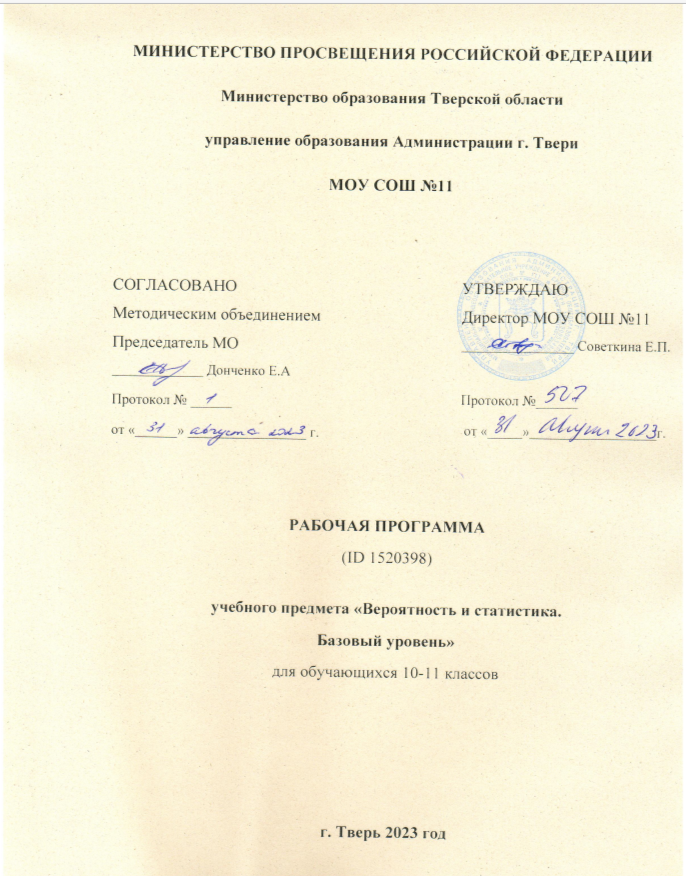 МИНИСТЕРСТВО ПРОСВЕЩЕНИЯ РОССИЙСКОЙ ФЕДЕРАЦИИ
Министерство образования Тверской области
управление образования Администрации г. Твери
МОУ СОШ №11
СОГЛАСОВАНО
Методическим объединением
Председатель МО
Донченко Е.А
Протокол № 1
от «31» августа 2023 г.
УТВЕРЖДАЮ
Директор МОУ СОШ №11
Советкина Е.П.
Протокол № 507
от «31» августа 2023 г.
РАБОЧАЯ ПРОГРАММА
(ID 1520398)
учебного предмета «Вероятность и статистика.
Базовый уровень»
для обучающихся 10-11 классов
г. Тверь 2023 год